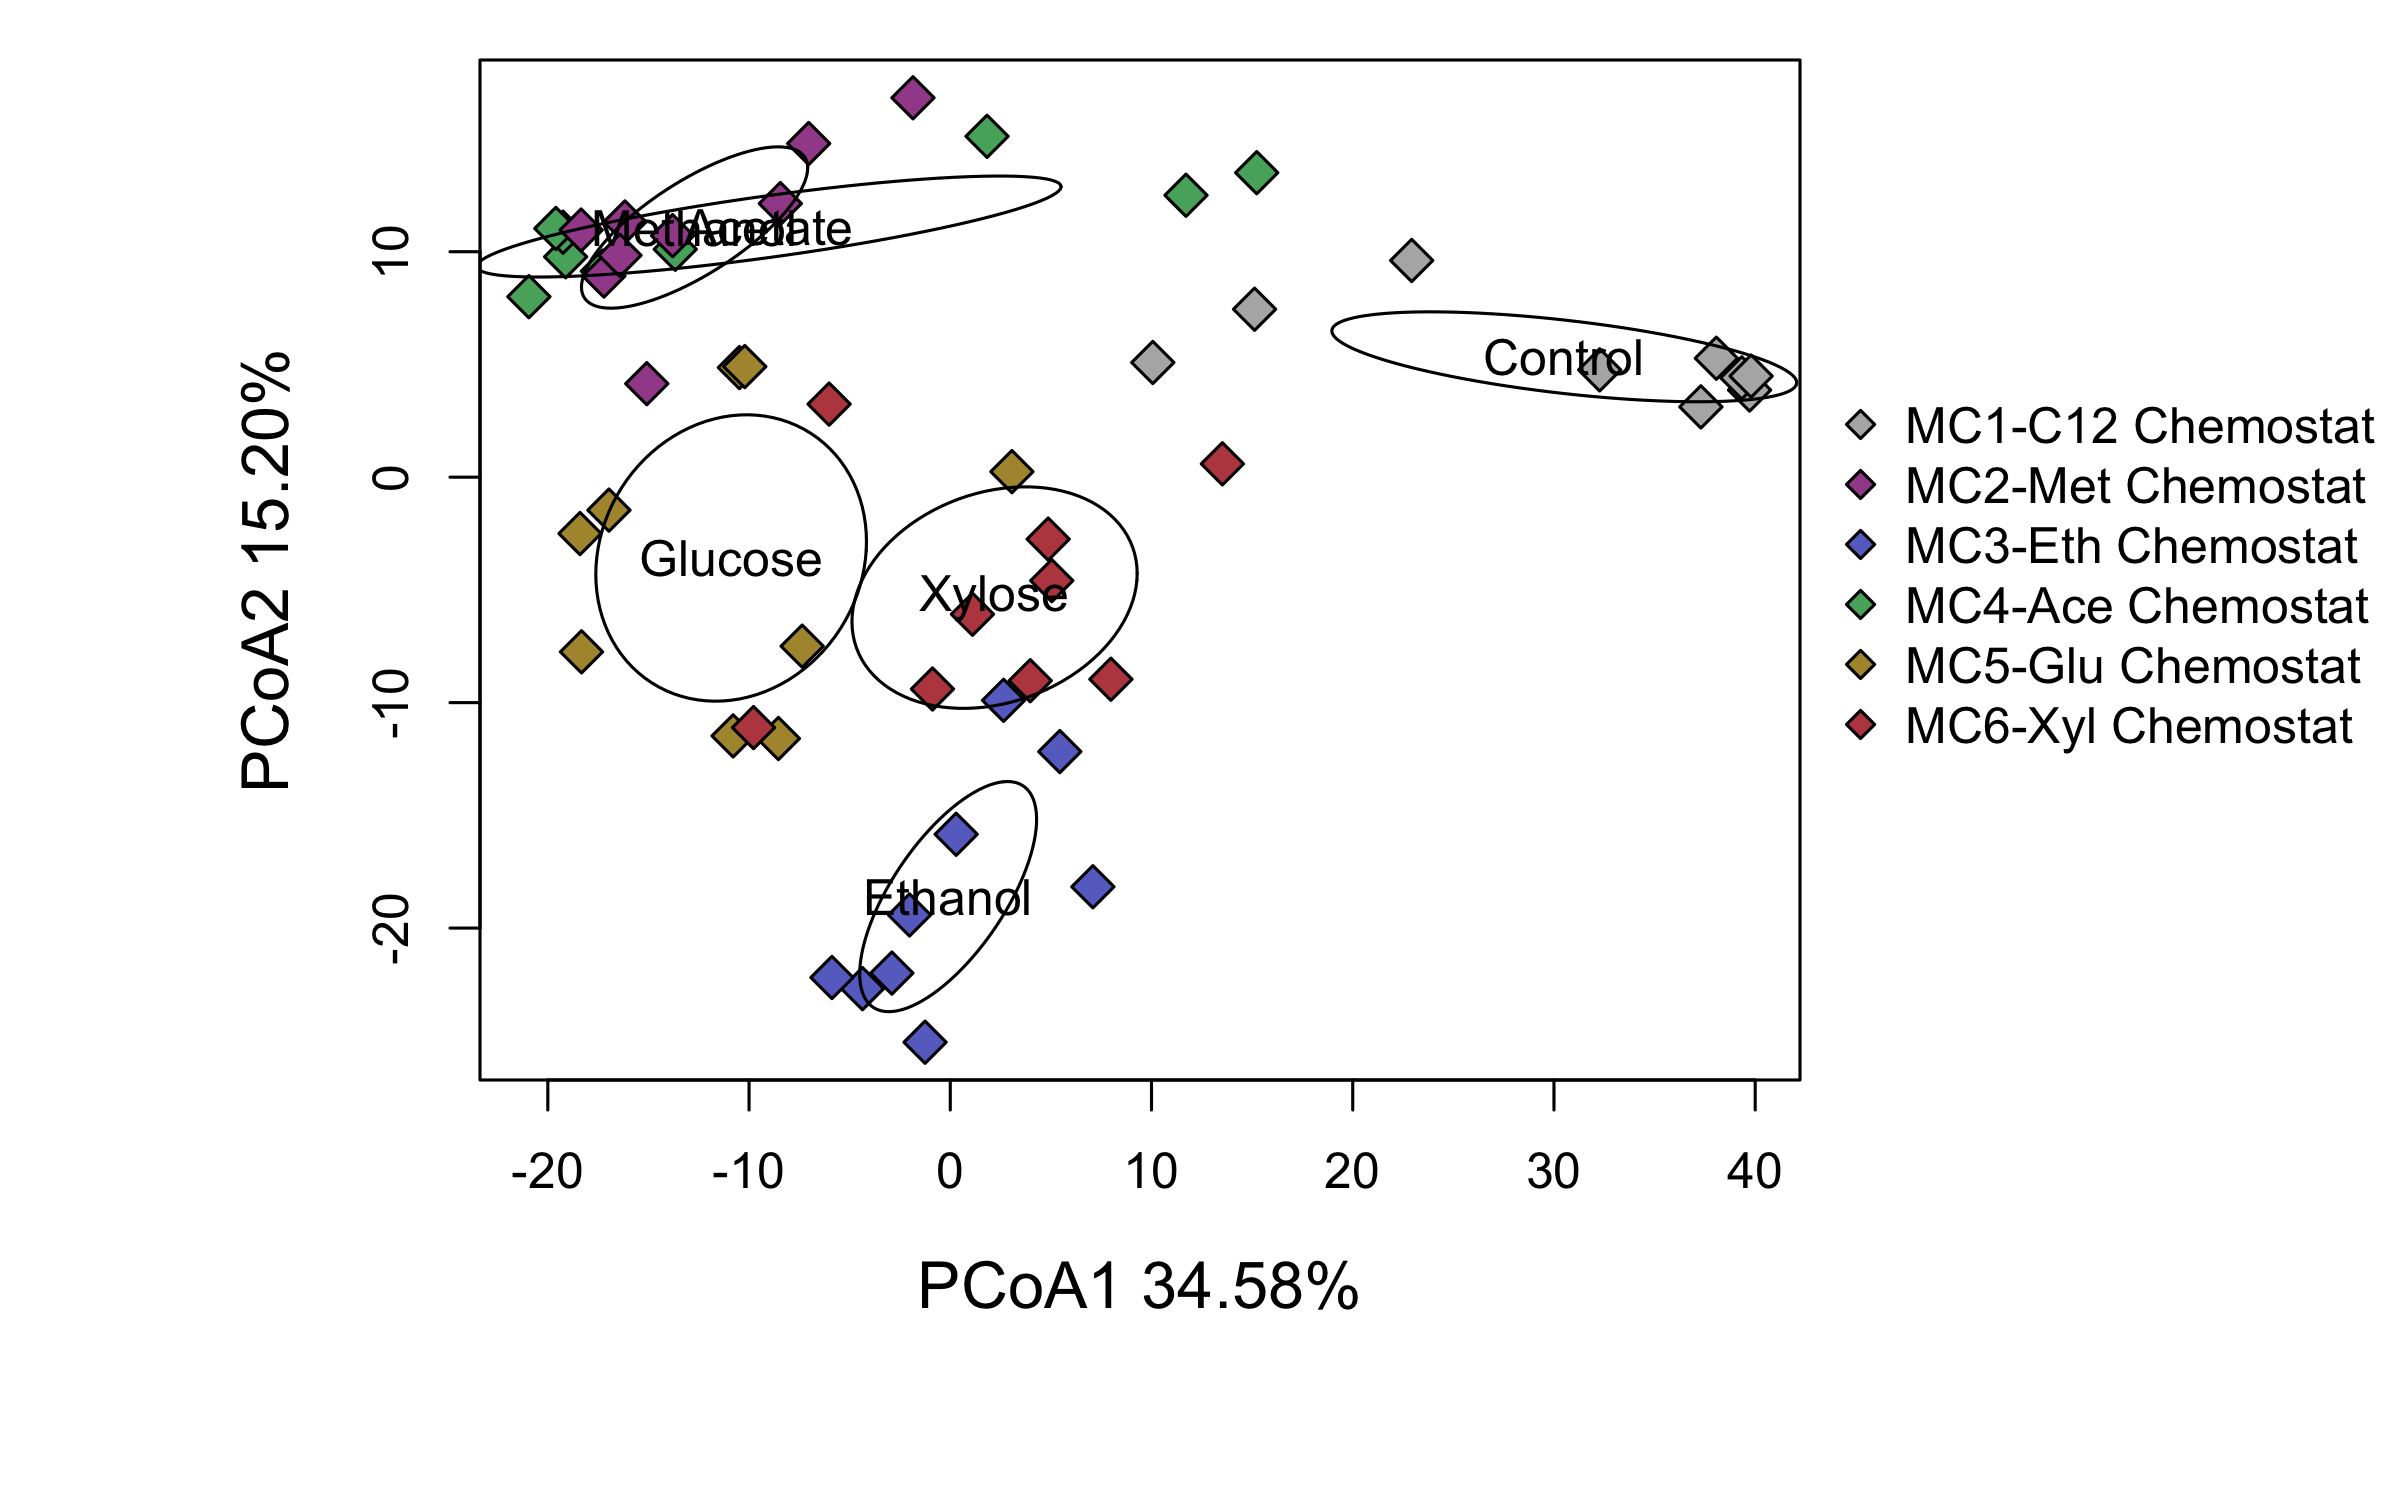 PCoA2 15.20%
10
0
-10
-20
Methanol
Acetate
Control
Glucose
Xylose
Ethanol
-20 -10 0 10 20 30 40
PCoA1 34.58%
MC1-C12 Chemostat
MC2-Met Chemostat
MC3-Eth Chemostat
MC4-Ace Chemostat
MC5-Glu Chemostat
MC6-Xyl Chemostat